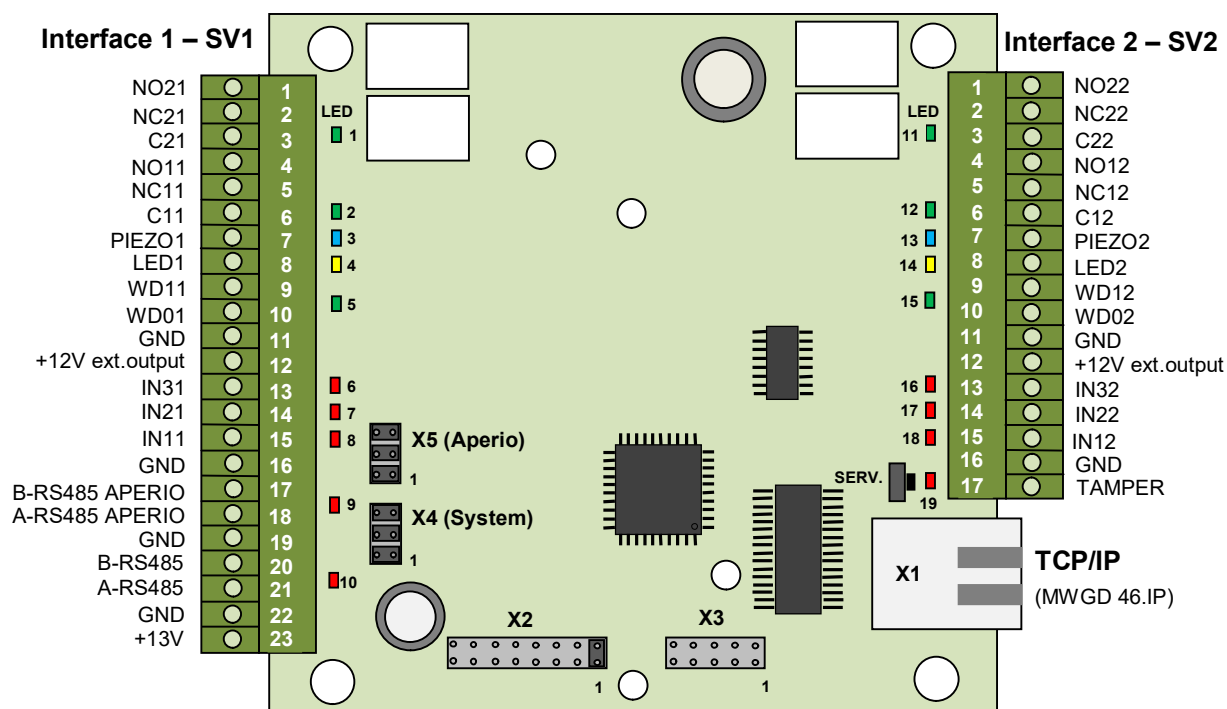 Interface 1 – SV1
NO21 1
NC21 2
C21 3
NO11 4
NC11 5
C11 6
PIEZO1 7
LED1 8
WD11 9
WD01 10
GND 11
+12V ext.output 12
IN31 13
IN21 14
IN11 15
GND 16
B-RS485 APERIO 17
A-RS485 APERIO 18
GND 19
B-RS485 20
A-RS485 21
GND 22
+13V 23
LED
1
2
3
4
5
6
7
8
9
10
X5 (Aperio)
1
X4 (System)
1
X2
1
X3
1
LED
11
12
13
14
15
16
17
18
SERV.
19
Interface 2 – SV2
1 NO22
2 NC22
3 C22
4 NO12
5 NC12
6 C12
7 PIEZO2
8 LED2
9 WD12
10 WD02
11 GND
12 +12V ext.output
13 IN32
14 IN22
15 IN12
16 GND
17 TAMPER
X1
TCP/IP
(MWGD 46.IP)